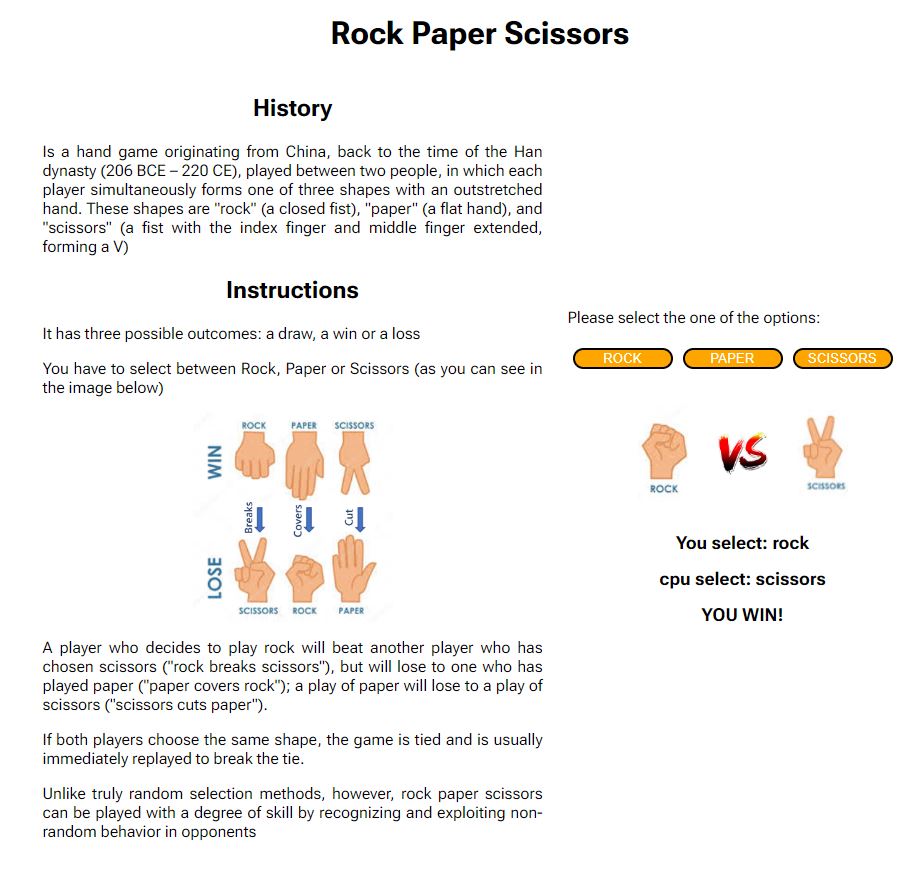 Rock Paper Scissors
History
Is a hand game originating from China, back to the time of the Han
dynasty (206 BCE – 220 CE), played between two people, in which each
player simultaneously forms one of three shapes with an outstretched
hand. These shapes are "rock" (a closed fist), "paper" (a flat hand), and
"scissors" (a fist with the index finger and middle finger extended,
forming a V)
Instructions
It has three possible outcomes: a draw, a win or a loss
You have to select between Rock, Paper or Scissors (as you can see in
the image below)
ROCK PAPER SCISSORS
WIN
Breaks Covers Cut
LOSE
SCISSORS ROCK PAPER
A player who decides to play rock will beat another player who has
chosen scissors ("rock breaks scissors"), but will lose to one who has
played paper ("paper covers rock"); a play of paper will lose to a play of
scissors ("scissors cuts paper").
If both players choose the same shape, the game is tied and is usually
immediately replayed to break the tie.
Unlike truly random selection methods, however, rock paper scissors
can be played with a degree of skill by recognizing and exploiting non-
random behavior in opponents
Please select the one of the options:
ROCK PAPER SCISSORS
VS
ROCK SCISSORS
You select: rock
cpu select: scissors
YOU WIN!